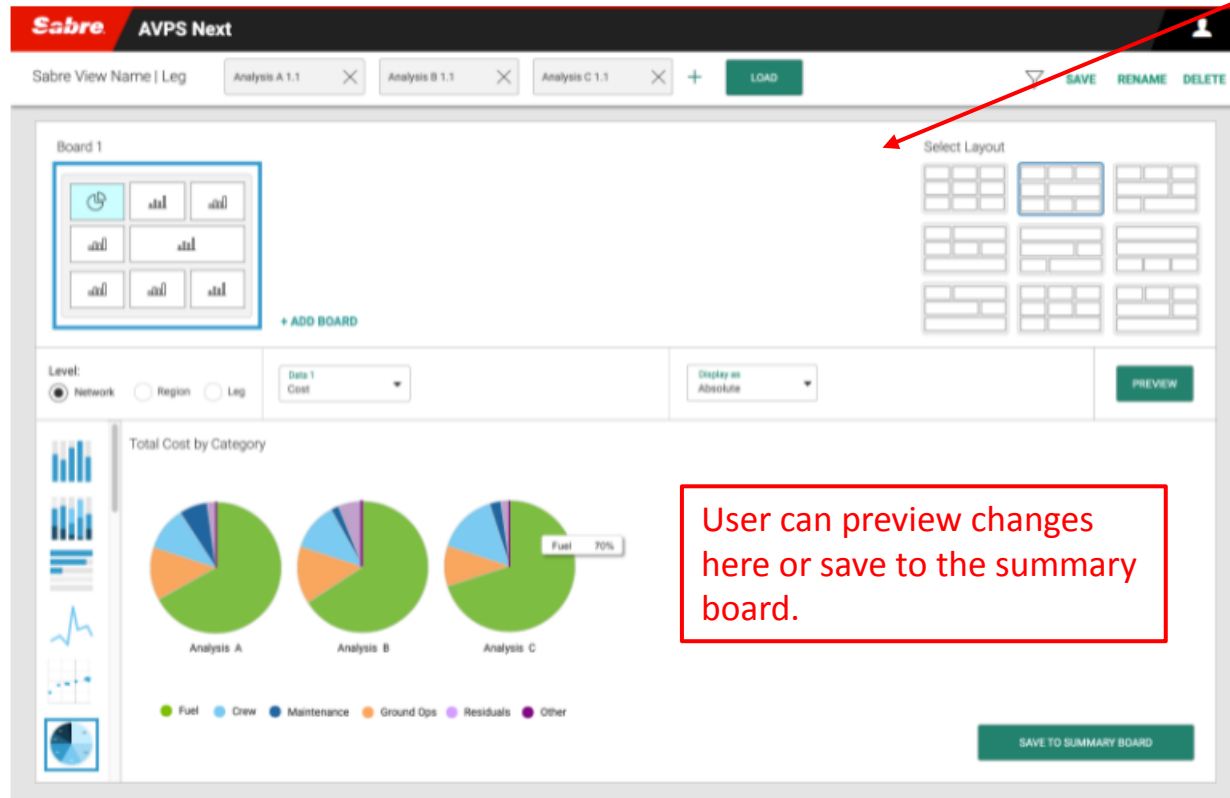 Sabre AVPS Next
Sabre View Name | Leg Analysis A 1.1 Analysis B 1.1 Analysis C 1.1 + LOAD SAVE RENAME DELETE
Board 1
Select Layout
+ ADD BOARD
Level:
Network Region Leg
Data 1
Cost
Display as
Absolute
PREVIEW
Total Cost by Category
Fuel 70%
User can preview changes
here or save to the summary
board.
Analysis A Analysis B Analysis C
Fuel Crew Maintenance Ground Ops Residuals Other
SAVE TO SUMMARY BOARD